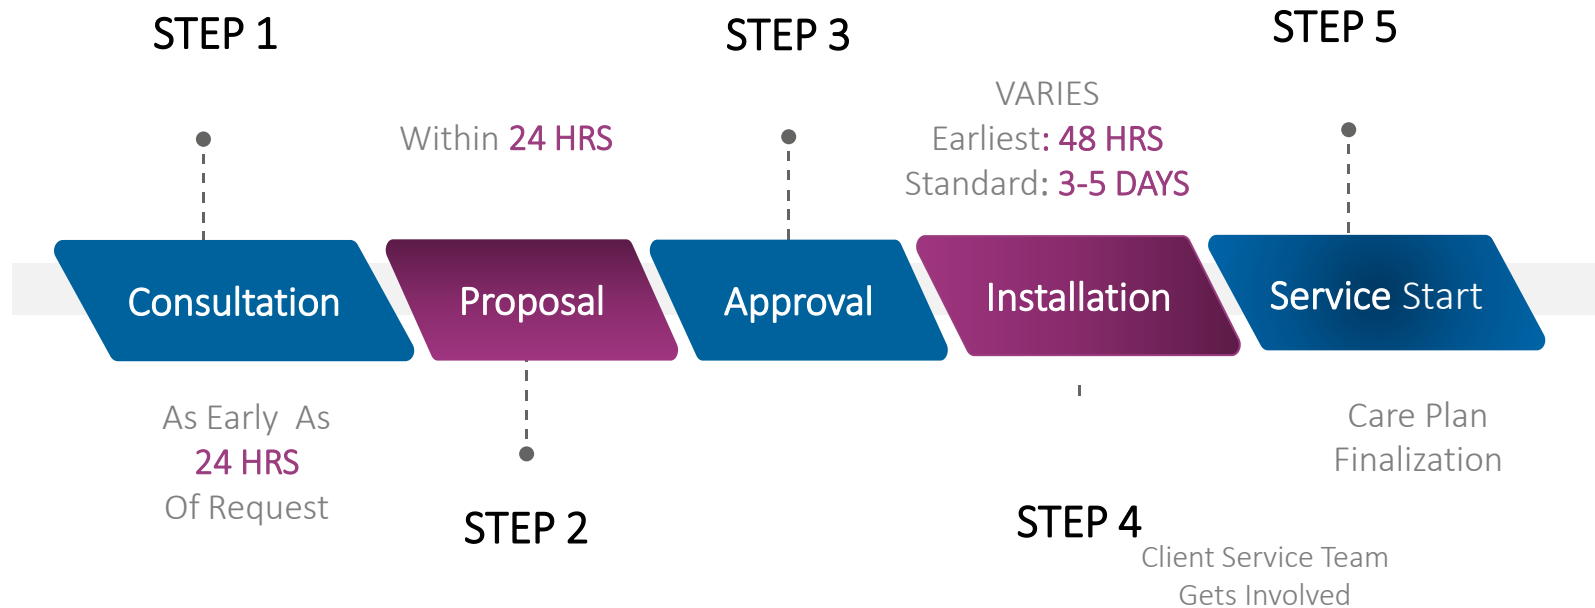 STEP 1
STEP 3
STEP 5
Within 24 HRS
VARIES
Earliest: 48 HRS
Standard: 3-5 DAYS
Consultation
Proposal
Approval
Installation
Service Start
As Early As
24 HRS
Of Request
STEP 2
STEP 4
Care Plan
Finalization
Client Service Team
Gets Involved